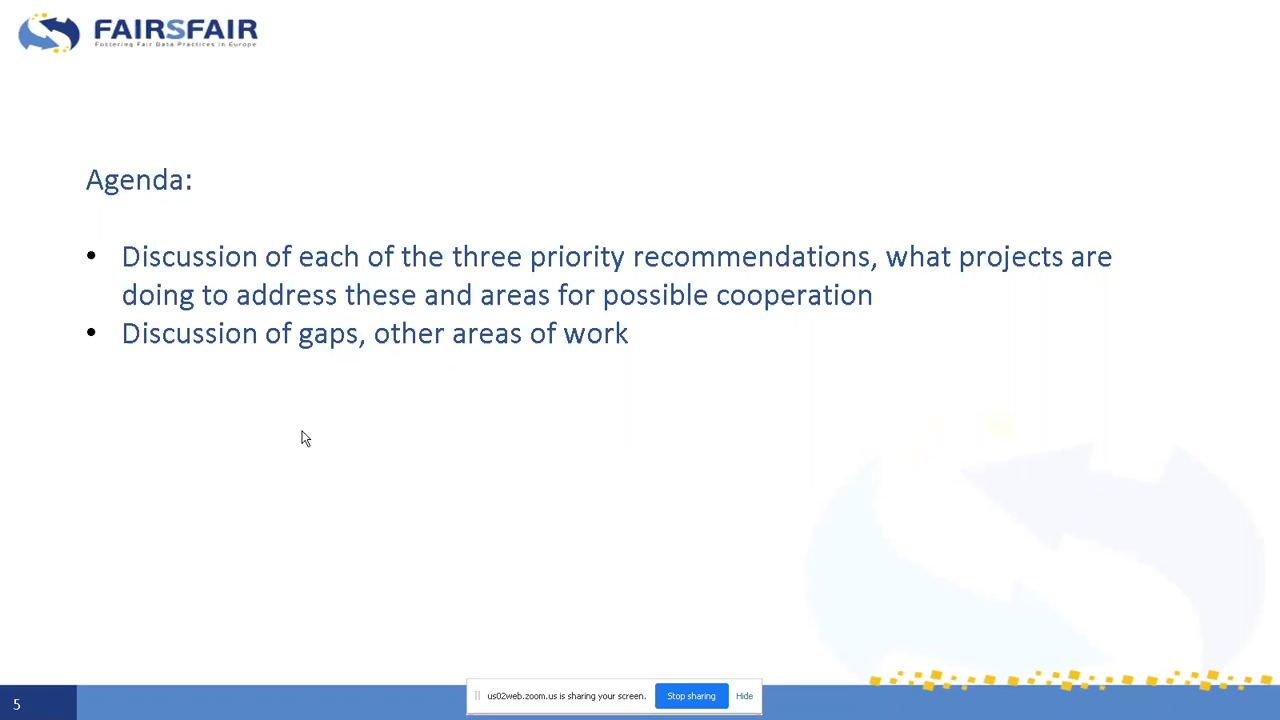 FAIRSFAIR
Fostering Fair Data Practices in Europe
Agenda:
• Discussion of each of the three priority recommendations, what projects are
doing to address these and areas for possible cooperation
• Discussion of gaps, other areas of work
5
us02web.zoom.us is sharing your screen.
Stop sharing
Hide